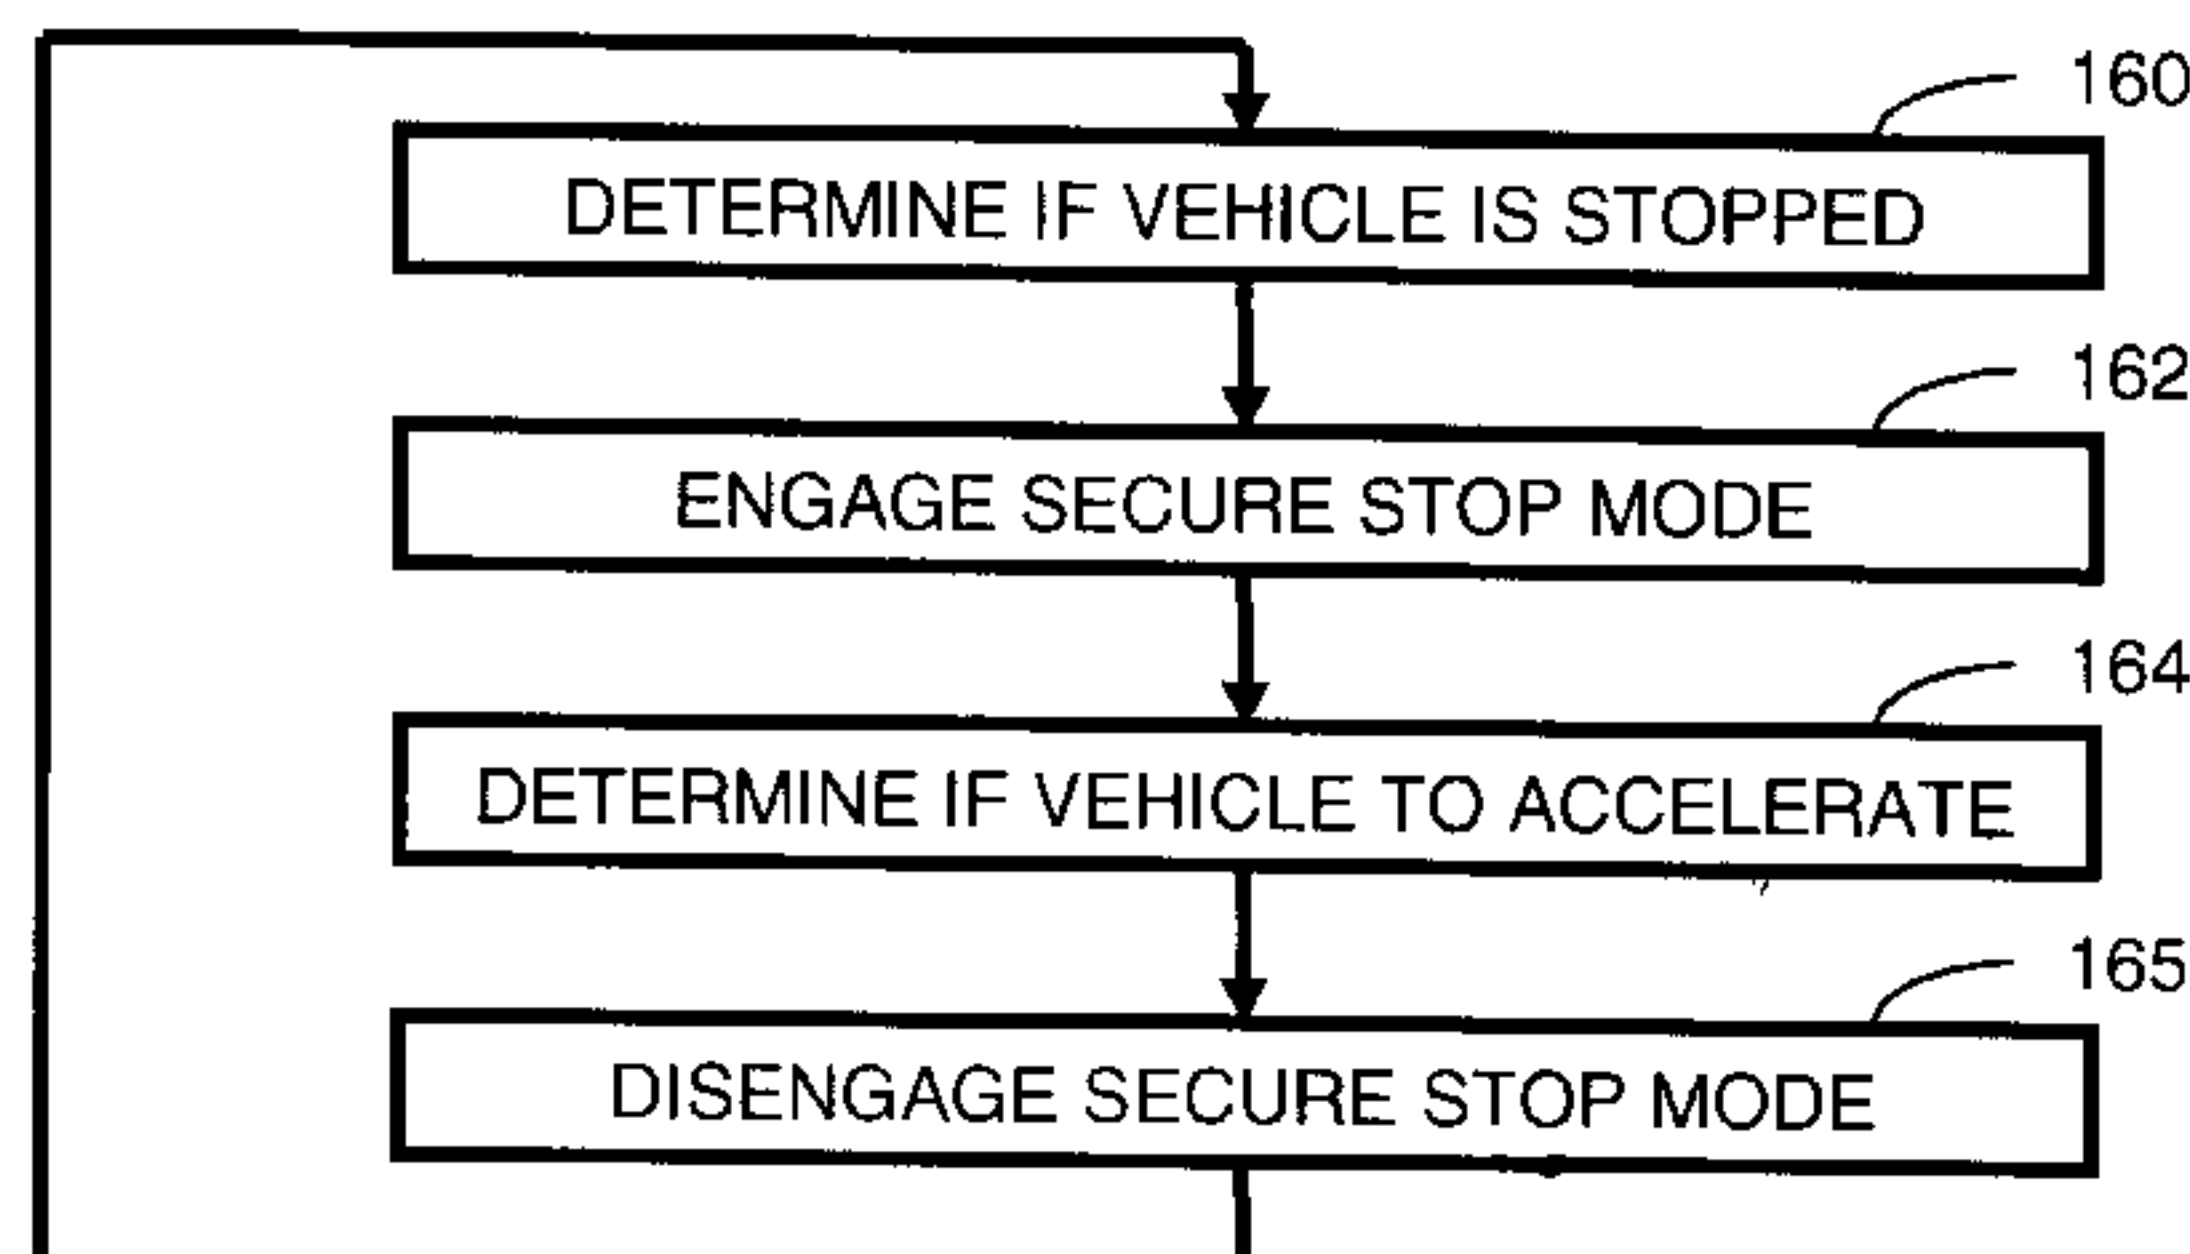 160
DETERMINE IF VEHICLE IS STOPPED
162
ENGAGE SECURE STOP MODE
164
DETERMINE IF VEHICLE TO ACCELERATE
165
DISENGAGE SECURE STOP MODE